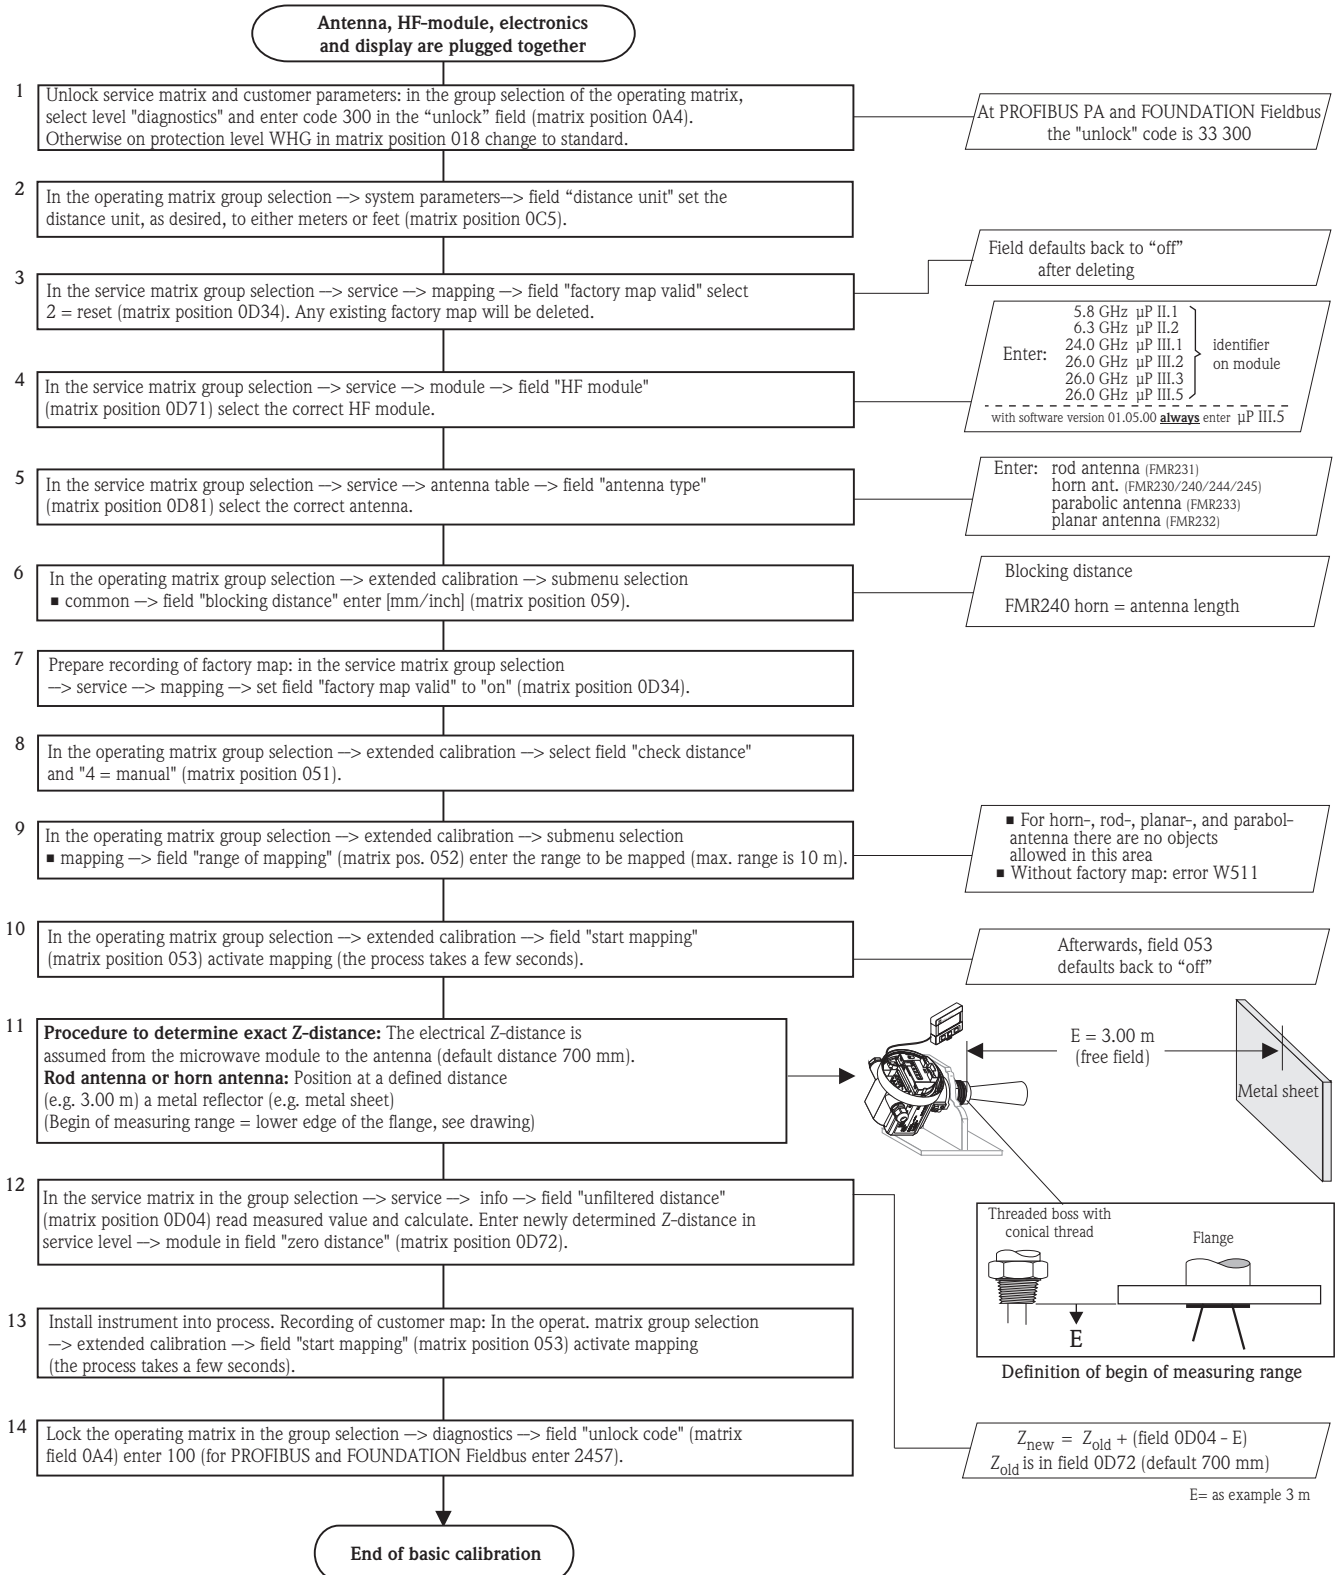 Antenna, HF-module, electronics
and display are plugged together
1
Unlock service matrix and customer parameters: in the group selection of the operating matrix,
select level "diagnostics" and enter code 300 in the “unlock” field (matrix position 0A4).
Otherwise on protection level WHG in matrix position 018 change to standard.
At PROFIBUS PA and FOUNDATION Fieldbus
the "unlock" code is 33 300
2
In the operating matrix group selection —> system parameters—> field “distance unit" set the
distance unit, as desired, to either meters or feet (matrix position 0C5).
3
In the service matrix group selection —> service —> mapping —> field "factory map valid" select
2 = reset (matrix position 0D34). Any existing factory map will be deleted.
Field defaults back to “off”
after deleting
4
In the service matrix group selection —> service —> module —> field "HF module"
(matrix position 0D71) select the correct HF module.
Enter:
5.8 GHz µP II.1
6.3 GHz µP II.2
24.0 GHz µP III.1
26.0 GHz µP III.2
26.0 GHz µP III.3
26.0 GHz µP III.5
identifier
on module
with software version 01.05.00 always enter µP III.5
5
In the service matrix group selection —> service —> antenna table —> field "antenna type"
(matrix position 0D81) select the correct antenna.
Enter: rod antenna (FMR231)
horn ant. (FMR230/240/244/245)
parabolic antenna (FMR233)
planar antenna (FMR232)
6
In the operating matrix group selection —> extended calibration —> submenu selection
■ common —> field "blocking distance" enter [mm/inch] (matrix position 059).
Blocking distance
FMR240 horn = antenna length
7
Prepare recording of factory map: in the service matrix group selection
—> service —> mapping —> set field "factory map valid" to "on" (matrix position 0D34).
8
In the operating matrix group selection —> extended calibration —> select field "check distance"
and "4 = manual" (matrix position 051).
9
In the operating matrix group selection —> extended calibration —> submenu selection
■ mapping —> field "range of mapping" (matrix pos. 052) enter the range to be mapped (max. range is 10 m).
■ For horn-, rod-, planar-, and parabol-
antenna there are no objects
allowed in this area
■ Without factory map: error W511
10
In the operating matrix group selection —> extended calibration —> field "start mapping"
(matrix position 053) activate mapping (the process takes a few seconds).
Afterwards, field 053
defaults back to “off”
11
Procedure to determine exact Z-distance: The electrical Z-distance is
assumed from the microwave module to the antenna (default distance 700 mm).
Rod antenna or horn antenna: Position at a defined distance
(e.g. 3.00 m) a metal reflector (e.g. metal sheet)
(Begin of measuring range = lower edge of the flange, see drawing)
E = 3.00 m
(free field)
Metal sheet
12
In the service matrix in the group selection —> service —> info —> field "unfiltered distance"
(matrix position 0D04) read measured value and calculate. Enter newly determined Z-distance in
service level —> module in field "zero distance" (matrix position 0D72).
Threaded boss with
conical thread
Flange
E
Definition of begin of measuring range
13
Install instrument into process. Recording of customer map: In the operat. matrix group selection
—> extended calibration —> field "start mapping" (matrix position 053) activate mapping
(the process takes a few seconds).
14
Lock the operating matrix in the group selection —> diagnostics —> field "unlock code" (matrix
field 0A4) enter 100 (for PROFIBUS and FOUNDATION Fieldbus enter 2457).
Znew = Zold + (field 0D04 - E)
Zold is in field 0D72 (default 700 mm)
E= as example 3 m
End of basic calibration